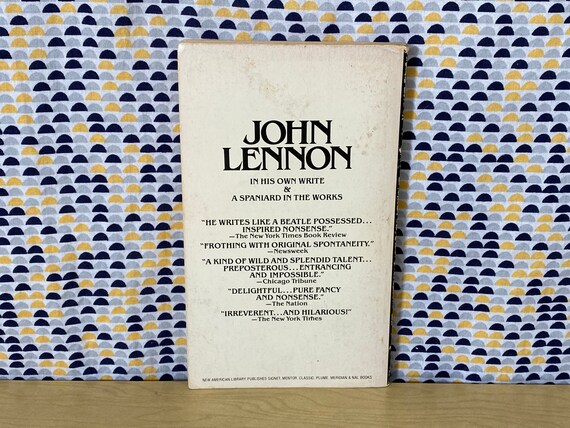 JOHN
LENNON
IN HIS OWN WRITE
&
A SPANIARD IN THE WORKS
“HE WRITES LIKE A BEATLE POSSESSED...
INSPIRED NONSENSE.”
—The New York Times Book Review
“FROTHING WITH ORIGINAL SPONTANEITY.”
—Newsweek
“A KIND OF WILD AND SPLENDID TALENT...
PREPOSTEROUS...ENTRANCING
AND IMPOSSIBLE.”
—Chicago Tribune
“DELIGHTFUL...PURE FANCY
AND NONSENSE.”
—The Nation
“IRREVERENT...AND HILARIOUS!”
—The New York Times
NEW AMERICAN LIBRARY PUBLISHES SIGNET, MENTOR, CLASSIC, PLUME, MERIDIAN & NAL BOOKS